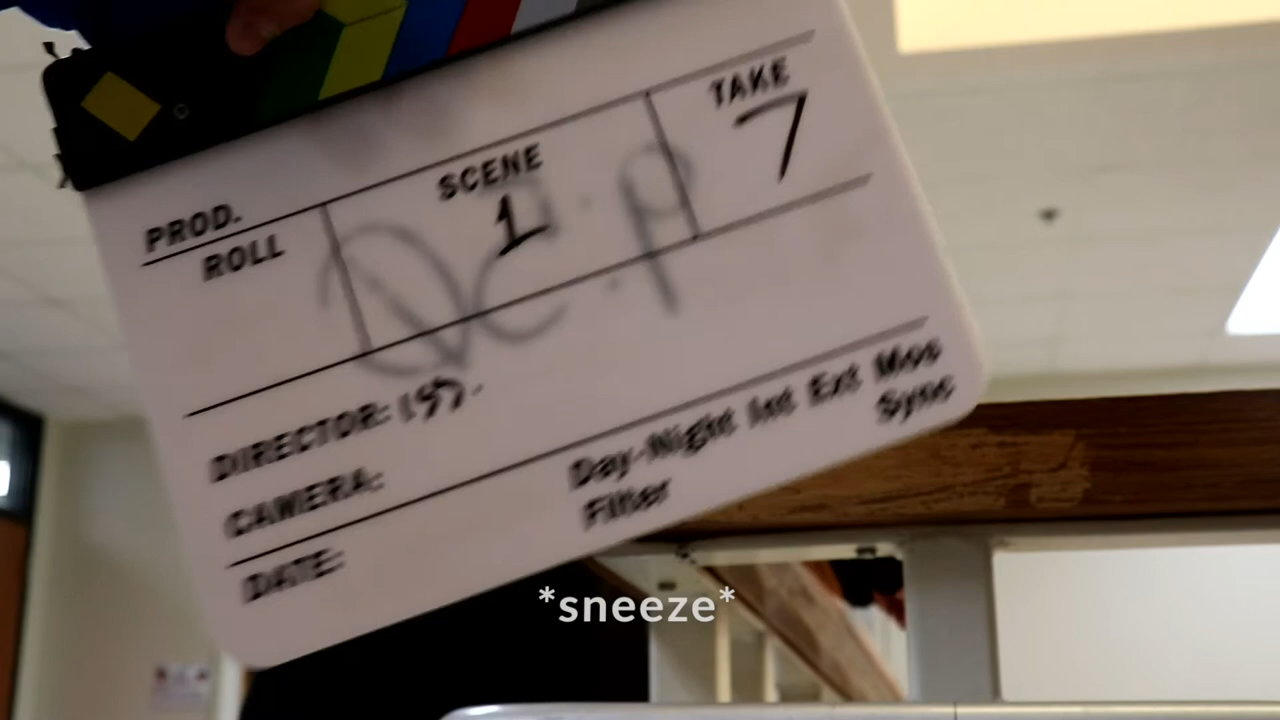 PROD.
ROLL
SCENE
1
TAKE
7
DIRECTOR:
CAMERA:
DATE:
Day-Night Int Ext Mos
Filter
Sync
*sneeze*